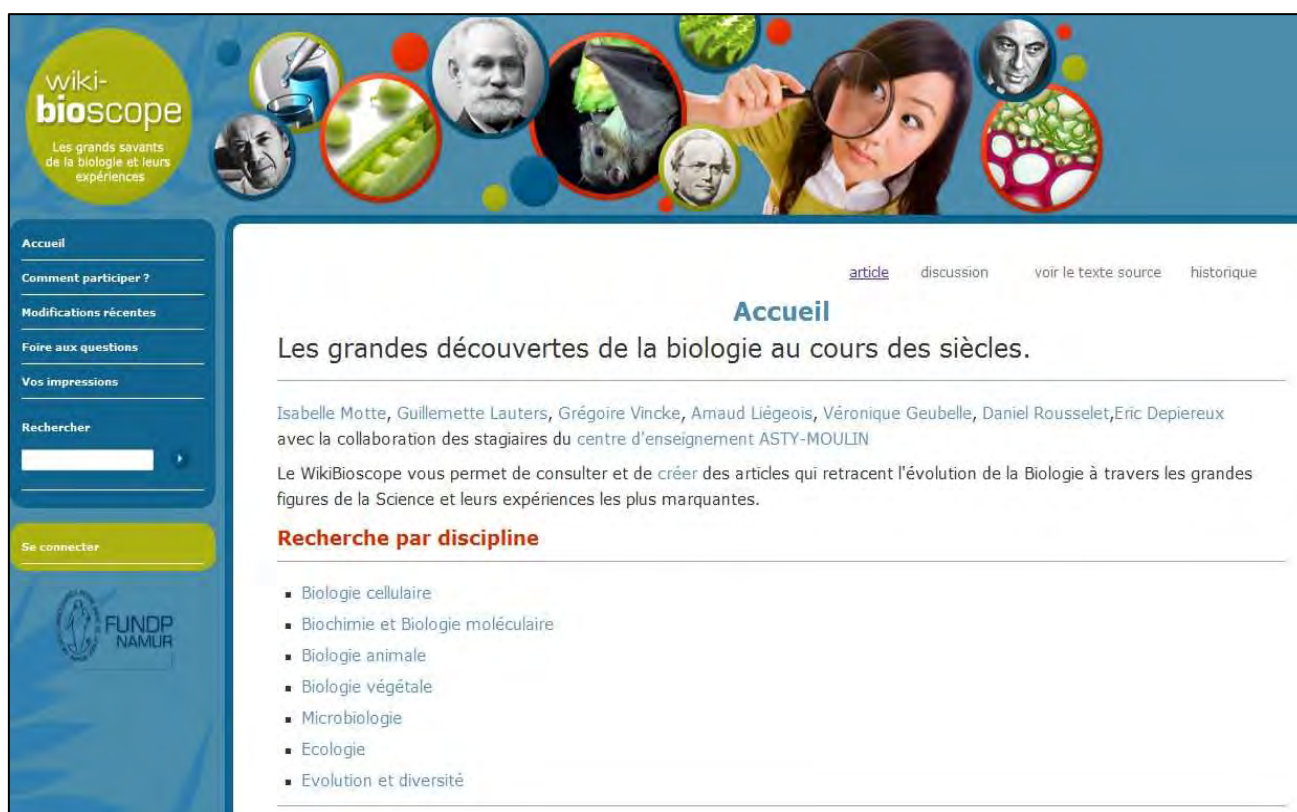 wiki-
bioscope
Les grands savants
de la biologie et leurs
expériences
Accueil
Comment participer ?
Modifications récentes
Foire aux questions
Vos impressions
Rechercher
Se connecter
FUNDP
NAMUR
article discussion voir le texte source historique
Accueil
Les grandes découvertes de la biologie au cours des siècles.
Isabelle Motte, Guillemette Lauters, Grégoire Vincke, Arnaud Liégeois, Véronique Geubelle, Daniel Rousselet,Eric Depiereux
avec la collaboration des stagiaires du centre d'enseignement ASTY-MOULIN
Le WikiBioscope vous permet de consulter et de créer des articles qui retracent l'évolution de la Biologie à travers les grandes
figures de la Science et leurs expériences les plus marquantes.
Recherche par discipline
Biologie cellulaire
Biochimie et Biologie moléculaire
Biologie animale
Biologie végétale
Microbiologie
Ecologie
Evolution et diversité